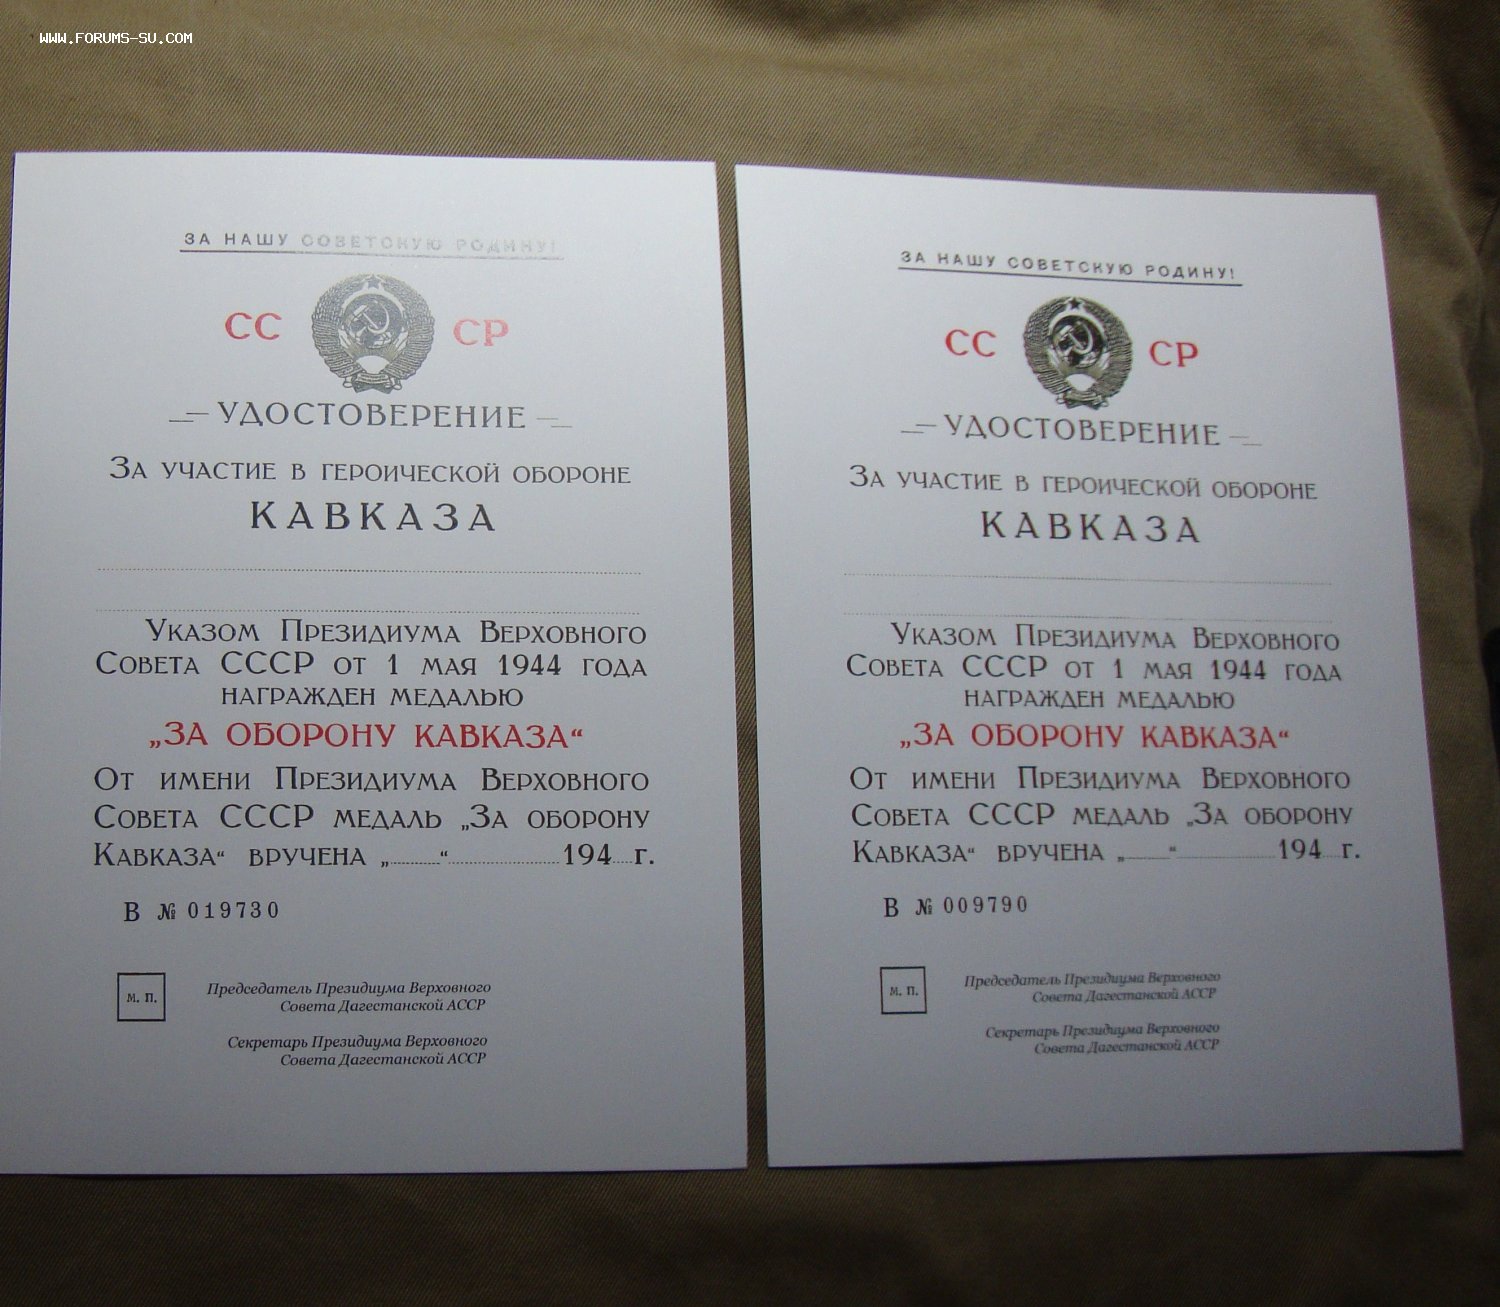 WWW.FORUMS-SU.COM
ЗА НАШУ СОВЕТСКУЮ РОДИНУ!
СС СР
УДОСТОВЕРЕНИЕ
ЗА УЧАСТИЕ В ГЕРОИЧЕСКОЙ ОБОРОНЕ
КАВКАЗА
УКАЗОМ ПРЕЗИДИУМА ВЕРХОВНОГО
СОВЕТА СССР ОТ 1 МАЯ 1944 ГОДА
НАГРАЖДЕН МЕДАЛЬЮ
„ЗА ОБОРОНУ КАВКАЗА“
ОТ ИМЕНИ ПРЕЗИДИУМА ВЕРХОВНОГО
СОВЕТА СССР МЕДАЛЬ „ЗА ОБОРОНУ
КАВКАЗА“ ВРУЧЕНА „..........“ .................... 194.... г.
В № 019730
м. п.
Председатель Президиума Верховного
Совета Дагестанской АССР
Секретарь Президиума Верховного
Совета Дагестанской АССР
ЗА НАШУ СОВЕТСКУЮ РОДИНУ!
СС СР
УДОСТОВЕРЕНИЕ
ЗА УЧАСТИЕ В ГЕРОИЧЕСКОЙ ОБОРОНЕ
КАВКАЗА
УКАЗОМ ПРЕЗИДИУМА ВЕРХОВНОГО
СОВЕТА СССР ОТ 1 МАЯ 1944 ГОДА
НАГРАЖДЕН МЕДАЛЬЮ
„ЗА ОБОРОНУ КАВКАЗА“
ОТ ИМЕНИ ПРЕЗИДИУМА ВЕРХОВНОГО
СОВЕТА СССР МЕДАЛЬ „ЗА ОБОРОНУ
КАВКАЗА“ ВРУЧЕНА „..........“ .................... 194.... г.
В № 009790
м. п.
Председатель Президиума Верховного
Совета Дагестанской АССР
Секретарь Президиума Верховного
Совета Дагестанской АССР